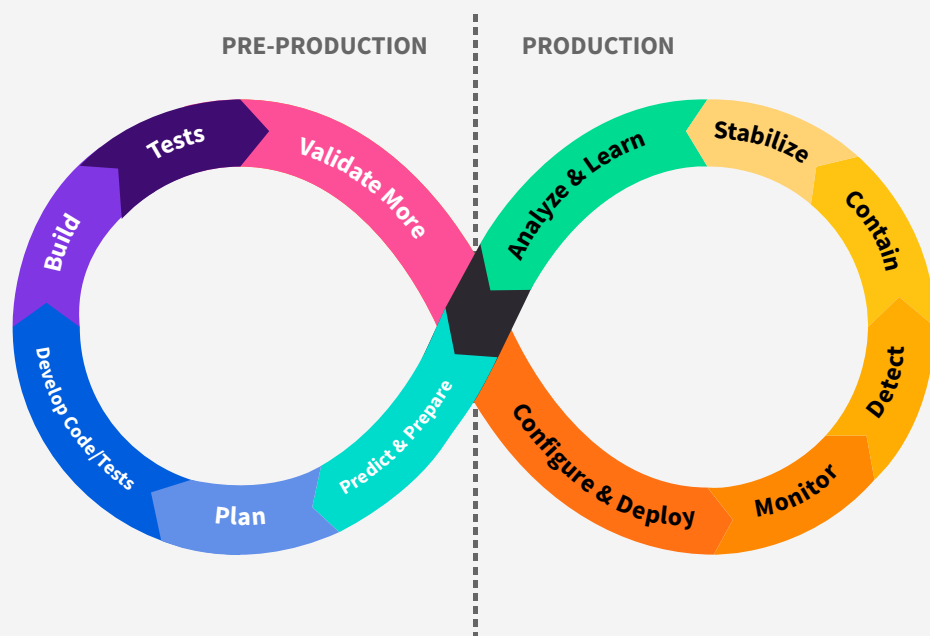 PRE-PRODUCTION
PRODUCTION
Tests
Validate More
Build
Develop Code/Tests
Plan
Predict & Prepare
Analyze & Learn
Stabilize
Contain
Detect
Monitor
Configure & Deploy